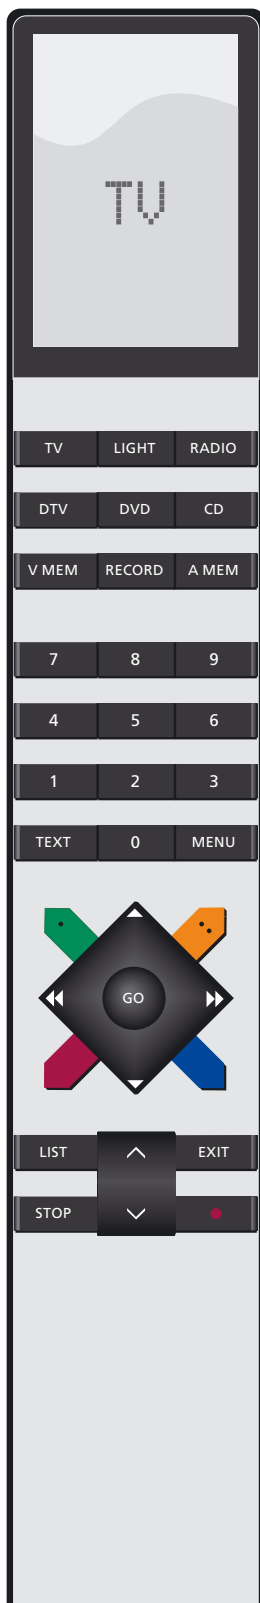 TV
TV LIGHT RADIO
DTV DVD CD
V MEM RECORD A MEM
7 8 9
4 5 6
1 2 3
TEXT 0 MENU
GO
LIST EXIT
STOP